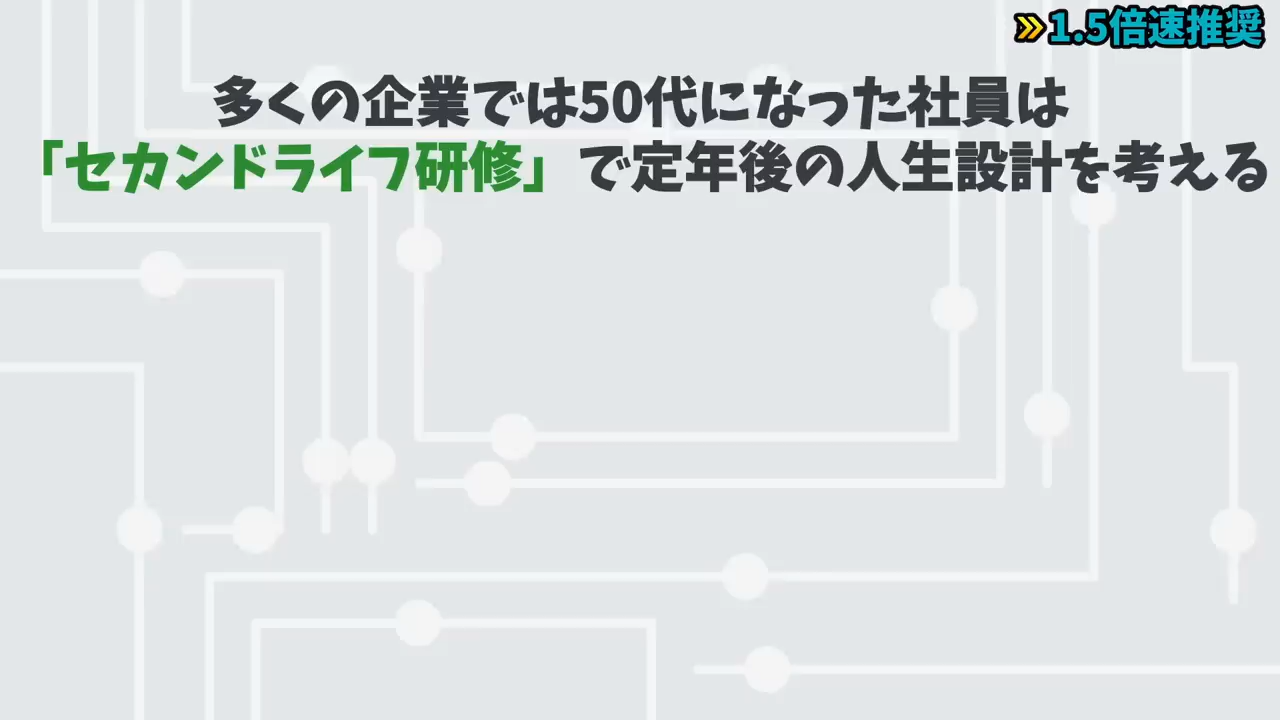 »1.5倍速推奨
多くの企業では50代になった社員は
「セカンドライフ研修」で定年後の人生設計を考える